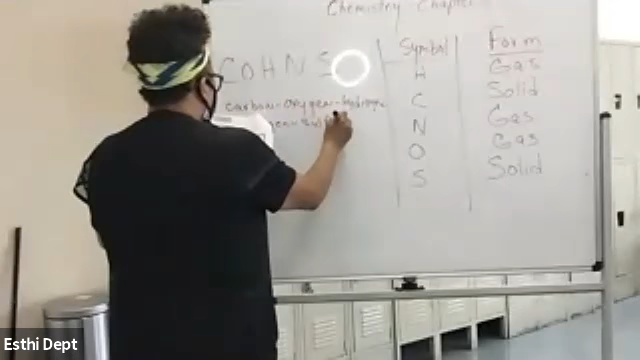 Chemistry Chapter
COHNS
carbon-oxygen-hydrogen
Symbol Form
H Gas
C Solid
N Gas
O Gas
S Solid
Esthi Dept